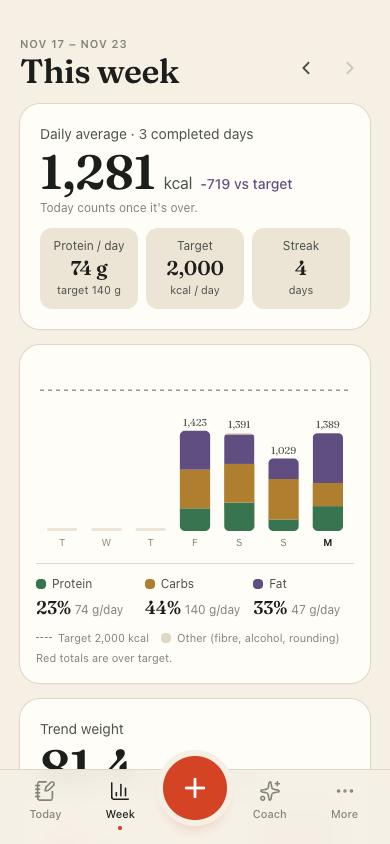 NOV 17 – NOV 23
This week
Daily average · 3 completed days
1,281 kcal -719 vs target
Today counts once it's over.
Protein / day
74 g
target 140 g
Target
2,000
kcal / day
Streak
4
days
1,423
1,391
1,029
1,389
T W T F S S M
Protein
23% 74 g/day
Carbs
44% 140 g/day
Fat
33% 47 g/day
Target 2,000 kcal
Other (fibre, alcohol, rounding)
Red totals are over target.
Trend weight
81.4
Today
Week
Coach
More